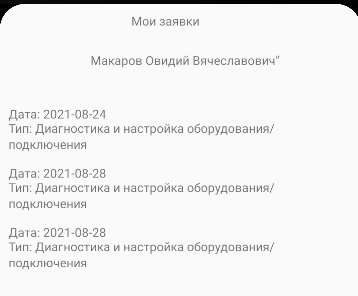 Мои заявки
Макаров Овидий Вячеславович"
Дата: 2021-08-24
Тип: Диагностика и настройка оборудования/
подключения
Дата: 2021-08-28
Тип: Диагностика и настройка оборудования/
подключения
Дата: 2021-08-28
Тип: Диагностика и настройка оборудования/
подключения